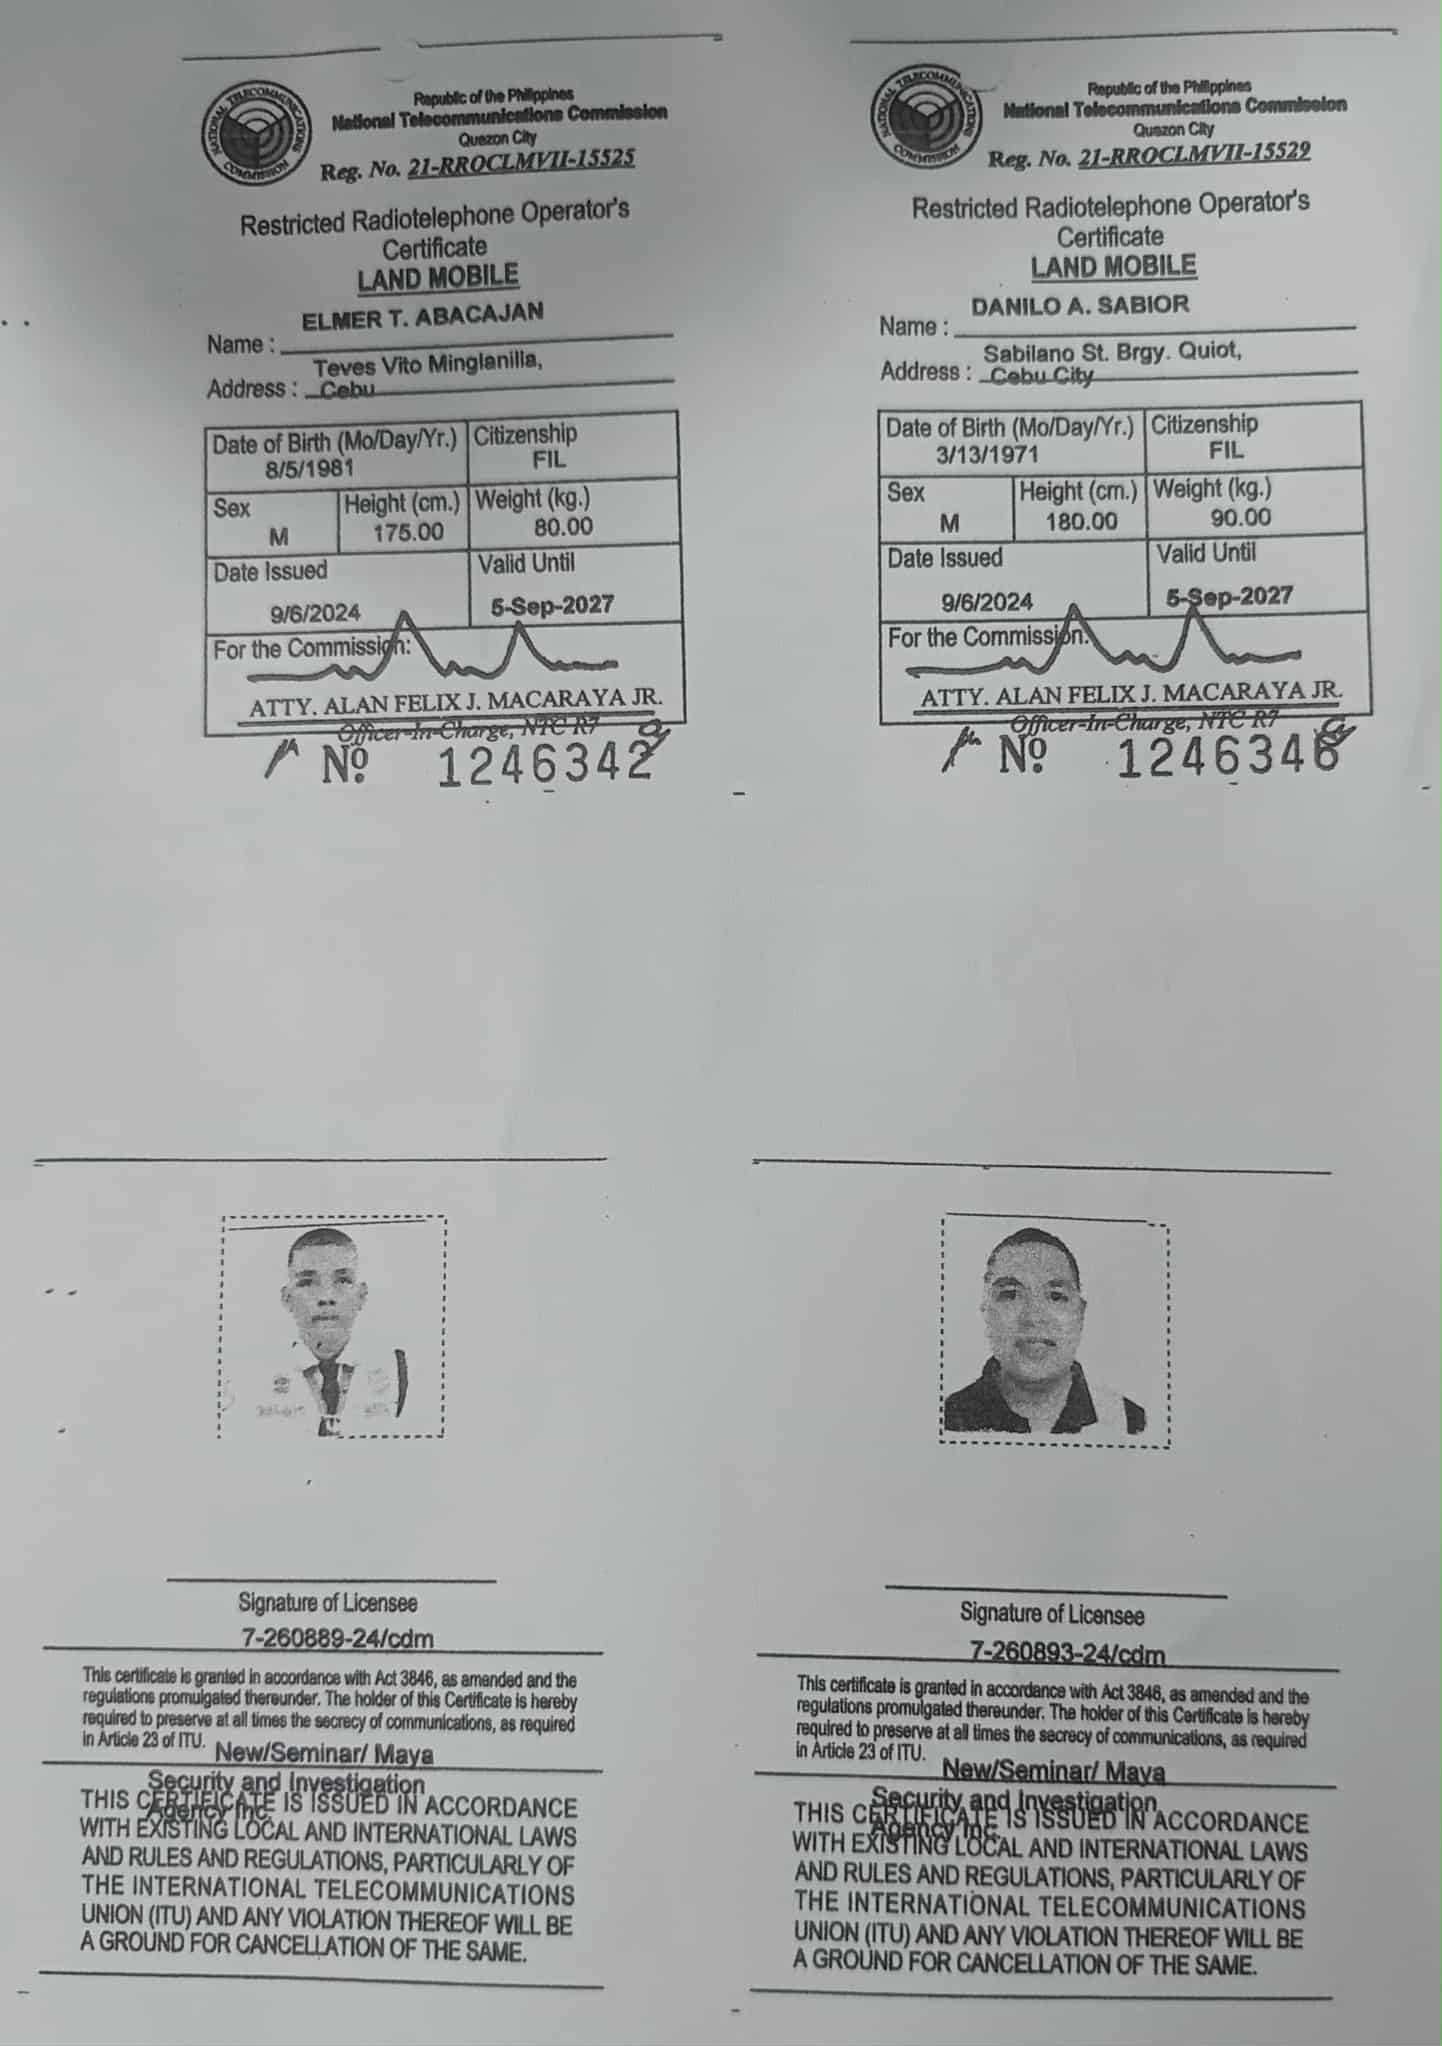 NATIONAL TELECOMMUNICATIONS COMMISSION
Republic of the Philippines
National Telecommunications Commission
Quezon City
Reg. No. 21-RROCLMVII-15525
Restricted Radiotelephone Operator's
Certificate
LAND MOBILE
ELMER T. ABACAJAN
Name :
Teves Vito Minglanilla,
Address : Cebu
Date of Birth (Mo/Day/Yr.) Citizenship
8/5/1981 FIL
Sex Height (cm.) Weight (kg.)
M 175.00 80.00
Date Issued Valid Until
9/6/2024 5-Sep-2027
For the Commission:
ATTY. ALAN FELIX J. MACARAYA JR.
Officer-In-Charge, NTC R7
Nº 1246342
NATIONAL TELECOMMUNICATIONS COMMISSION
Republic of the Philippines
National Telecommunications Commission
Quezon City
Reg. No. 21-RROCLMVII-15529
Restricted Radiotelephone Operator's
Certificate
LAND MOBILE
DANILO A. SABIOR
Name :
Sabilano St. Brgy. Quiot,
Address : Cebu City
Date of Birth (Mo/Day/Yr.) Citizenship
3/13/1971 FIL
Sex Height (cm.) Weight (kg.)
M 180.00 90.00
Date Issued Valid Until
9/6/2024 5-Sep-2027
For the Commission:
ATTY. ALAN FELIX J. MACARAYA JR.
Officer-In-Charge, NTC R7
Nº 1246346
Signature of Licensee
7-260889-24/cdm
This certificate is granted in accordance with Act 3846, as amended and the
regulations promulgated thereunder. The holder of this Certificate is hereby
required to preserve at all times the secrecy of communications, as required
in Article 23 of ITU. New/Seminar/ Maya
Security and Investigation
Agency Inc.
THIS CERTIFICATE IS ISSUED IN ACCORDANCE
WITH EXISTING LOCAL AND INTERNATIONAL LAWS
AND RULES AND REGULATIONS, PARTICULARLY OF
THE INTERNATIONAL TELECOMMUNICATIONS
UNION (ITU) AND ANY VIOLATION THEREOF WILL BE
A GROUND FOR CANCELLATION OF THE SAME.
Signature of Licensee
7-260893-24/cdm
This certificate is granted in accordance with Act 3846, as amended and the
regulations promulgated thereunder. The holder of this Certificate is hereby
required to preserve at all times the secrecy of communications, as required
in Article 23 of ITU. New/Seminar/ Maya
Security and Investigation
Agency Inc.
THIS CERTIFICATE IS ISSUED IN ACCORDANCE
WITH EXISTING LOCAL AND INTERNATIONAL LAWS
AND RULES AND REGULATIONS, PARTICULARLY OF
THE INTERNATIONAL TELECOMMUNICATIONS
UNION (ITU) AND ANY VIOLATION THEREOF WILL BE
A GROUND FOR CANCELLATION OF THE SAME.